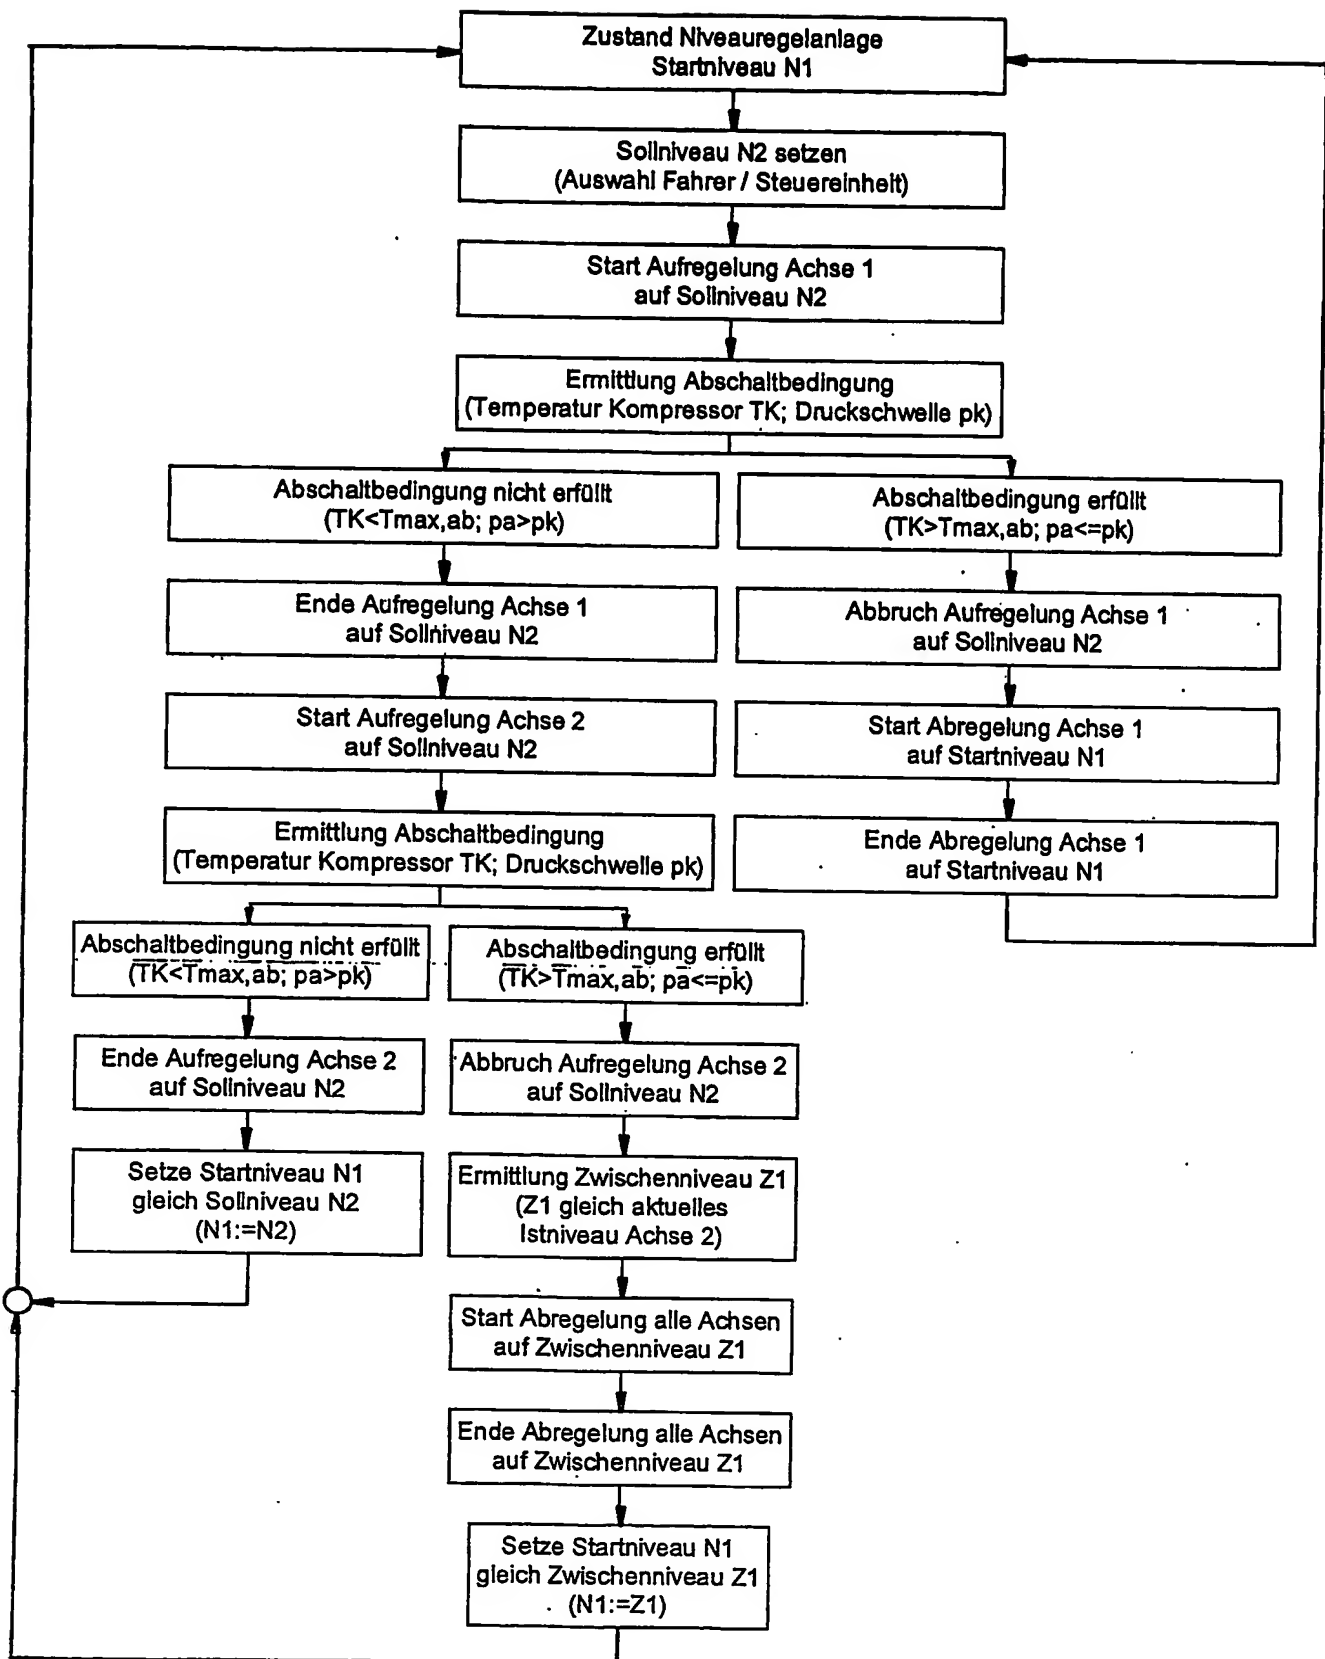 Zustand Niveauregelanlage
Startniveau N1
Sollniveau N2 setzen
(Auswahl Fahrer / Steuereinheit)
Start Aufregelung Achse 1
auf Sollniveau N2
Ermittlung Abschaltbedingung
(Temperatur Kompressor TK; Druckschwelle pk)
Abschaltbedingung nicht erfüllt
(TK<Tmax,ab; pa>pk)
Abschaltbedingung erfüllt
(TK>Tmax,ab; pa<=pk)
Ende Aufregelung Achse 1
auf Sollniveau N2
Abbruch Aufregelung Achse 1
auf Sollniveau N2
Start Aufregelung Achse 2
auf Sollniveau N2
Start Abregelung Achse 1
auf Startniveau N1
Ermittlung Abschaltbedingung
(Temperatur Kompressor TK; Druckschwelle pk)
Ende Abregelung Achse 1
auf Startniveau N1
Abschaltbedingung nicht erfüllt
(TK<Tmax,ab; pa>pk)
Abschaltbedingung erfüllt
(TK>Tmax,ab; pa<=pk)
Ende Aufregelung Achse 2
auf Sollniveau N2
Abbruch Aufregelung Achse 2
auf Sollniveau N2
Setze Startniveau N1
gleich Sollniveau N2
(N1:=N2)
Ermittlung Zwischenniveau Z1
(Z1 gleich aktuelles
Istniveau Achse 2)
Start Abregelung alle Achsen
auf Zwischenniveau Z1
Ende Abregelung alle Achsen
auf Zwischenniveau Z1
Setze Startniveau N1
gleich Zwischenniveau Z1
(N1:=Z1)